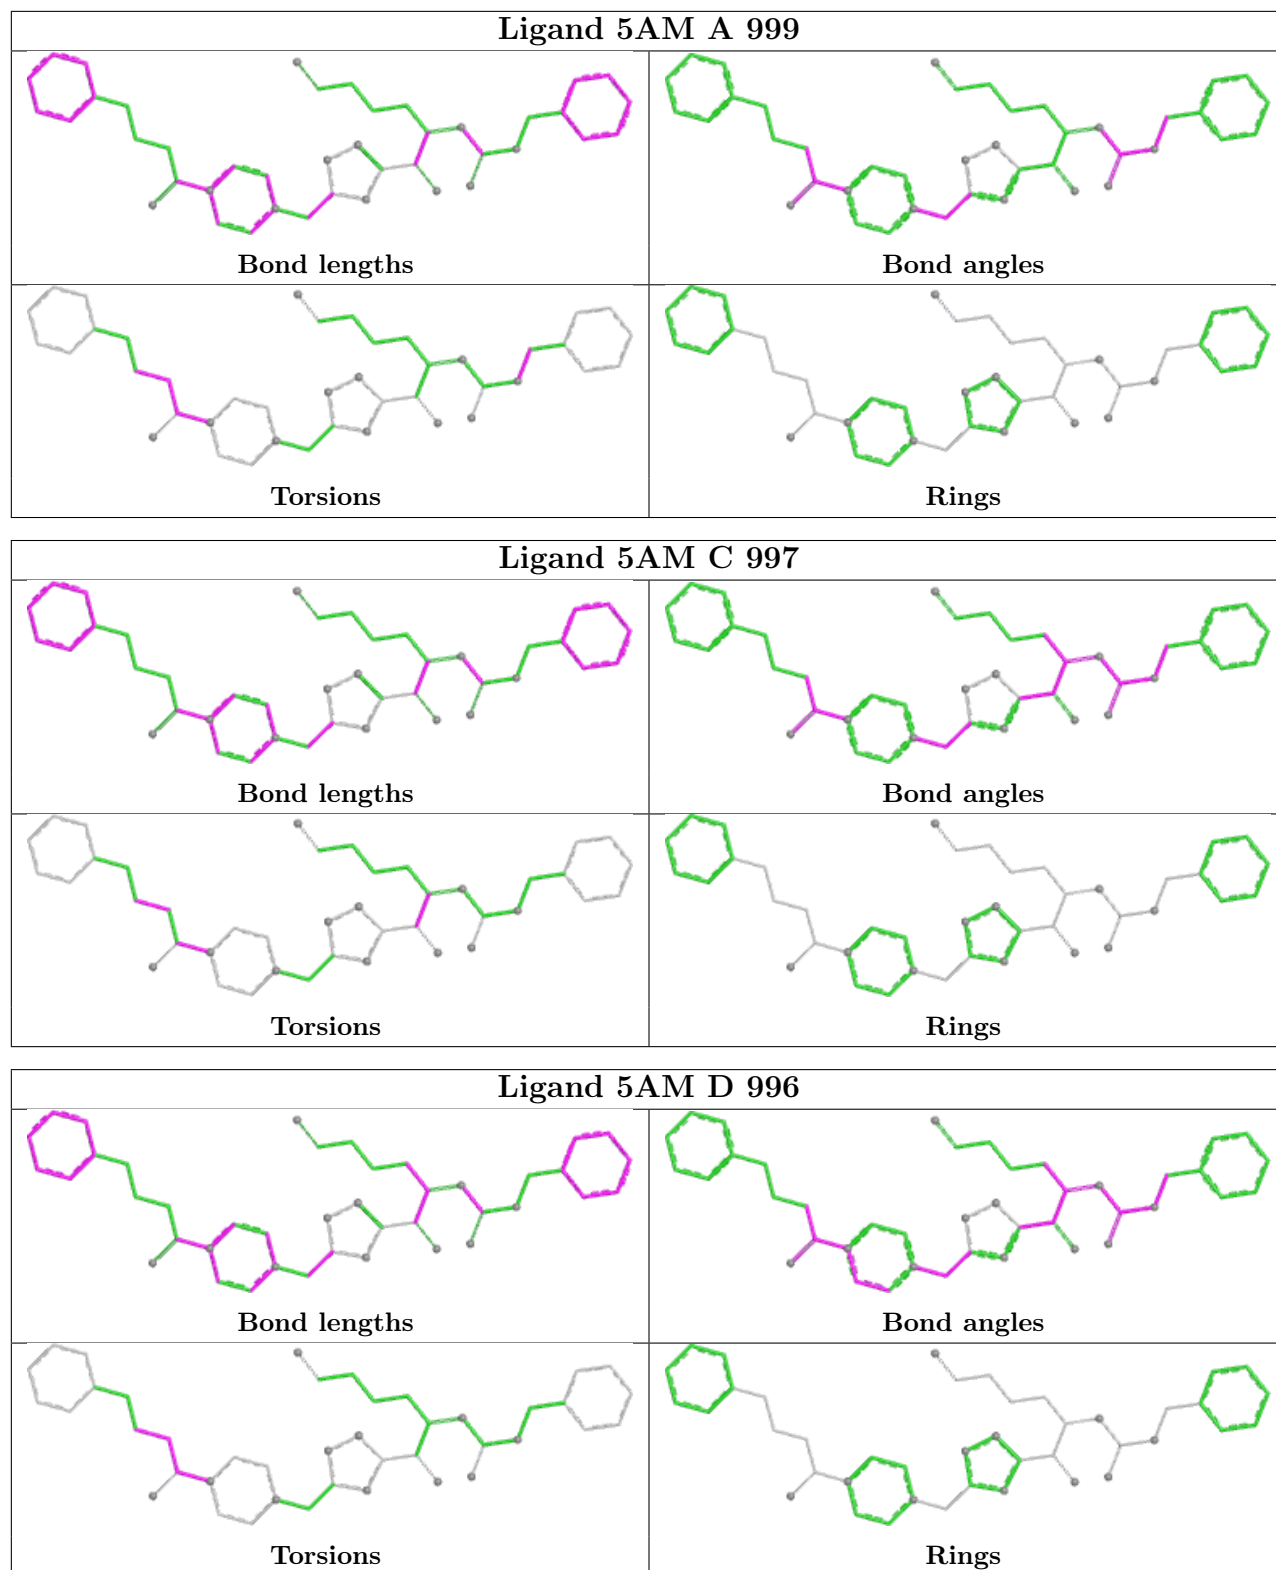 Ligand 5AM A 999
Bond lengths
Bond angles
Torsions
Rings
Ligand 5AM C 997
Bond lengths
Bond angles
Torsions
Rings
Ligand 5AM D 996
Bond lengths
Bond angles
Torsions
Rings